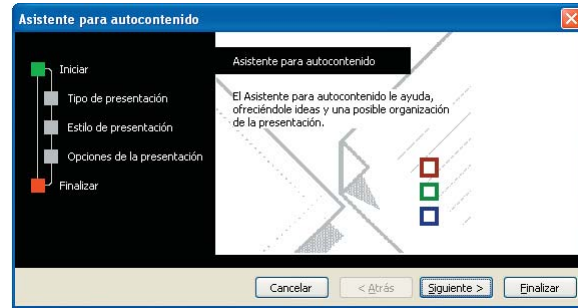 Asistente para autocontenido
Iniciar
Tipo de presentación
Estilo de presentación
Opciones de la presentación
Finalizar
Asistente para autocontenido
El Asistente para autocontenido le ayuda,
ofreciéndole ideas y una posible organización
de la presentación.
Cancelar
< Atrás
Siguiente >
Finalizar